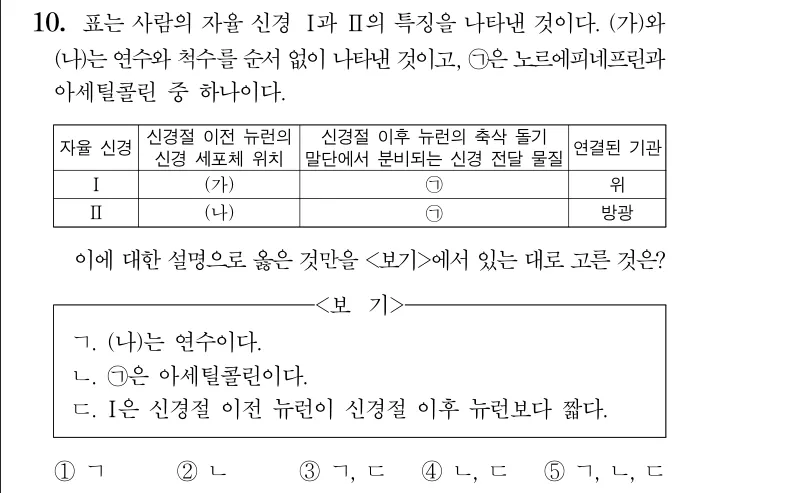 10. 표는 사람의 자율 신경 Ⅰ과 Ⅱ의 특징을 나타낸 것이다. (가)와
(나)는 연수와 척수를 순서 없이 나타낸 것이고, ㉠은 노르에피네프린과
아세틸콜린 중 하나이다.
자율 신경 신경절 이전 뉴런의 신경 세포체 위치 신경절 이후 뉴런의 축삭 돌기 말단에서 분비되는 신경 전달 물질 연결된 기관
Ⅰ (가) ㉠ 위
Ⅱ (나) ㉠ 방광
이에 대한 설명으로 옳은 것만을 <보기>에서 있는 대로 고른 것은?
<보 기>
ㄱ. (나)는 연수이다.
ㄴ. ㉠은 아세틸콜린이다.
ㄷ. Ⅰ은 신경절 이전 뉴런이 신경절 이후 뉴런보다 짧다.
① ㄱ ② ㄴ ③ ㄱ, ㄷ ④ ㄴ, ㄷ ⑤ ㄱ, ㄴ, ㄷ